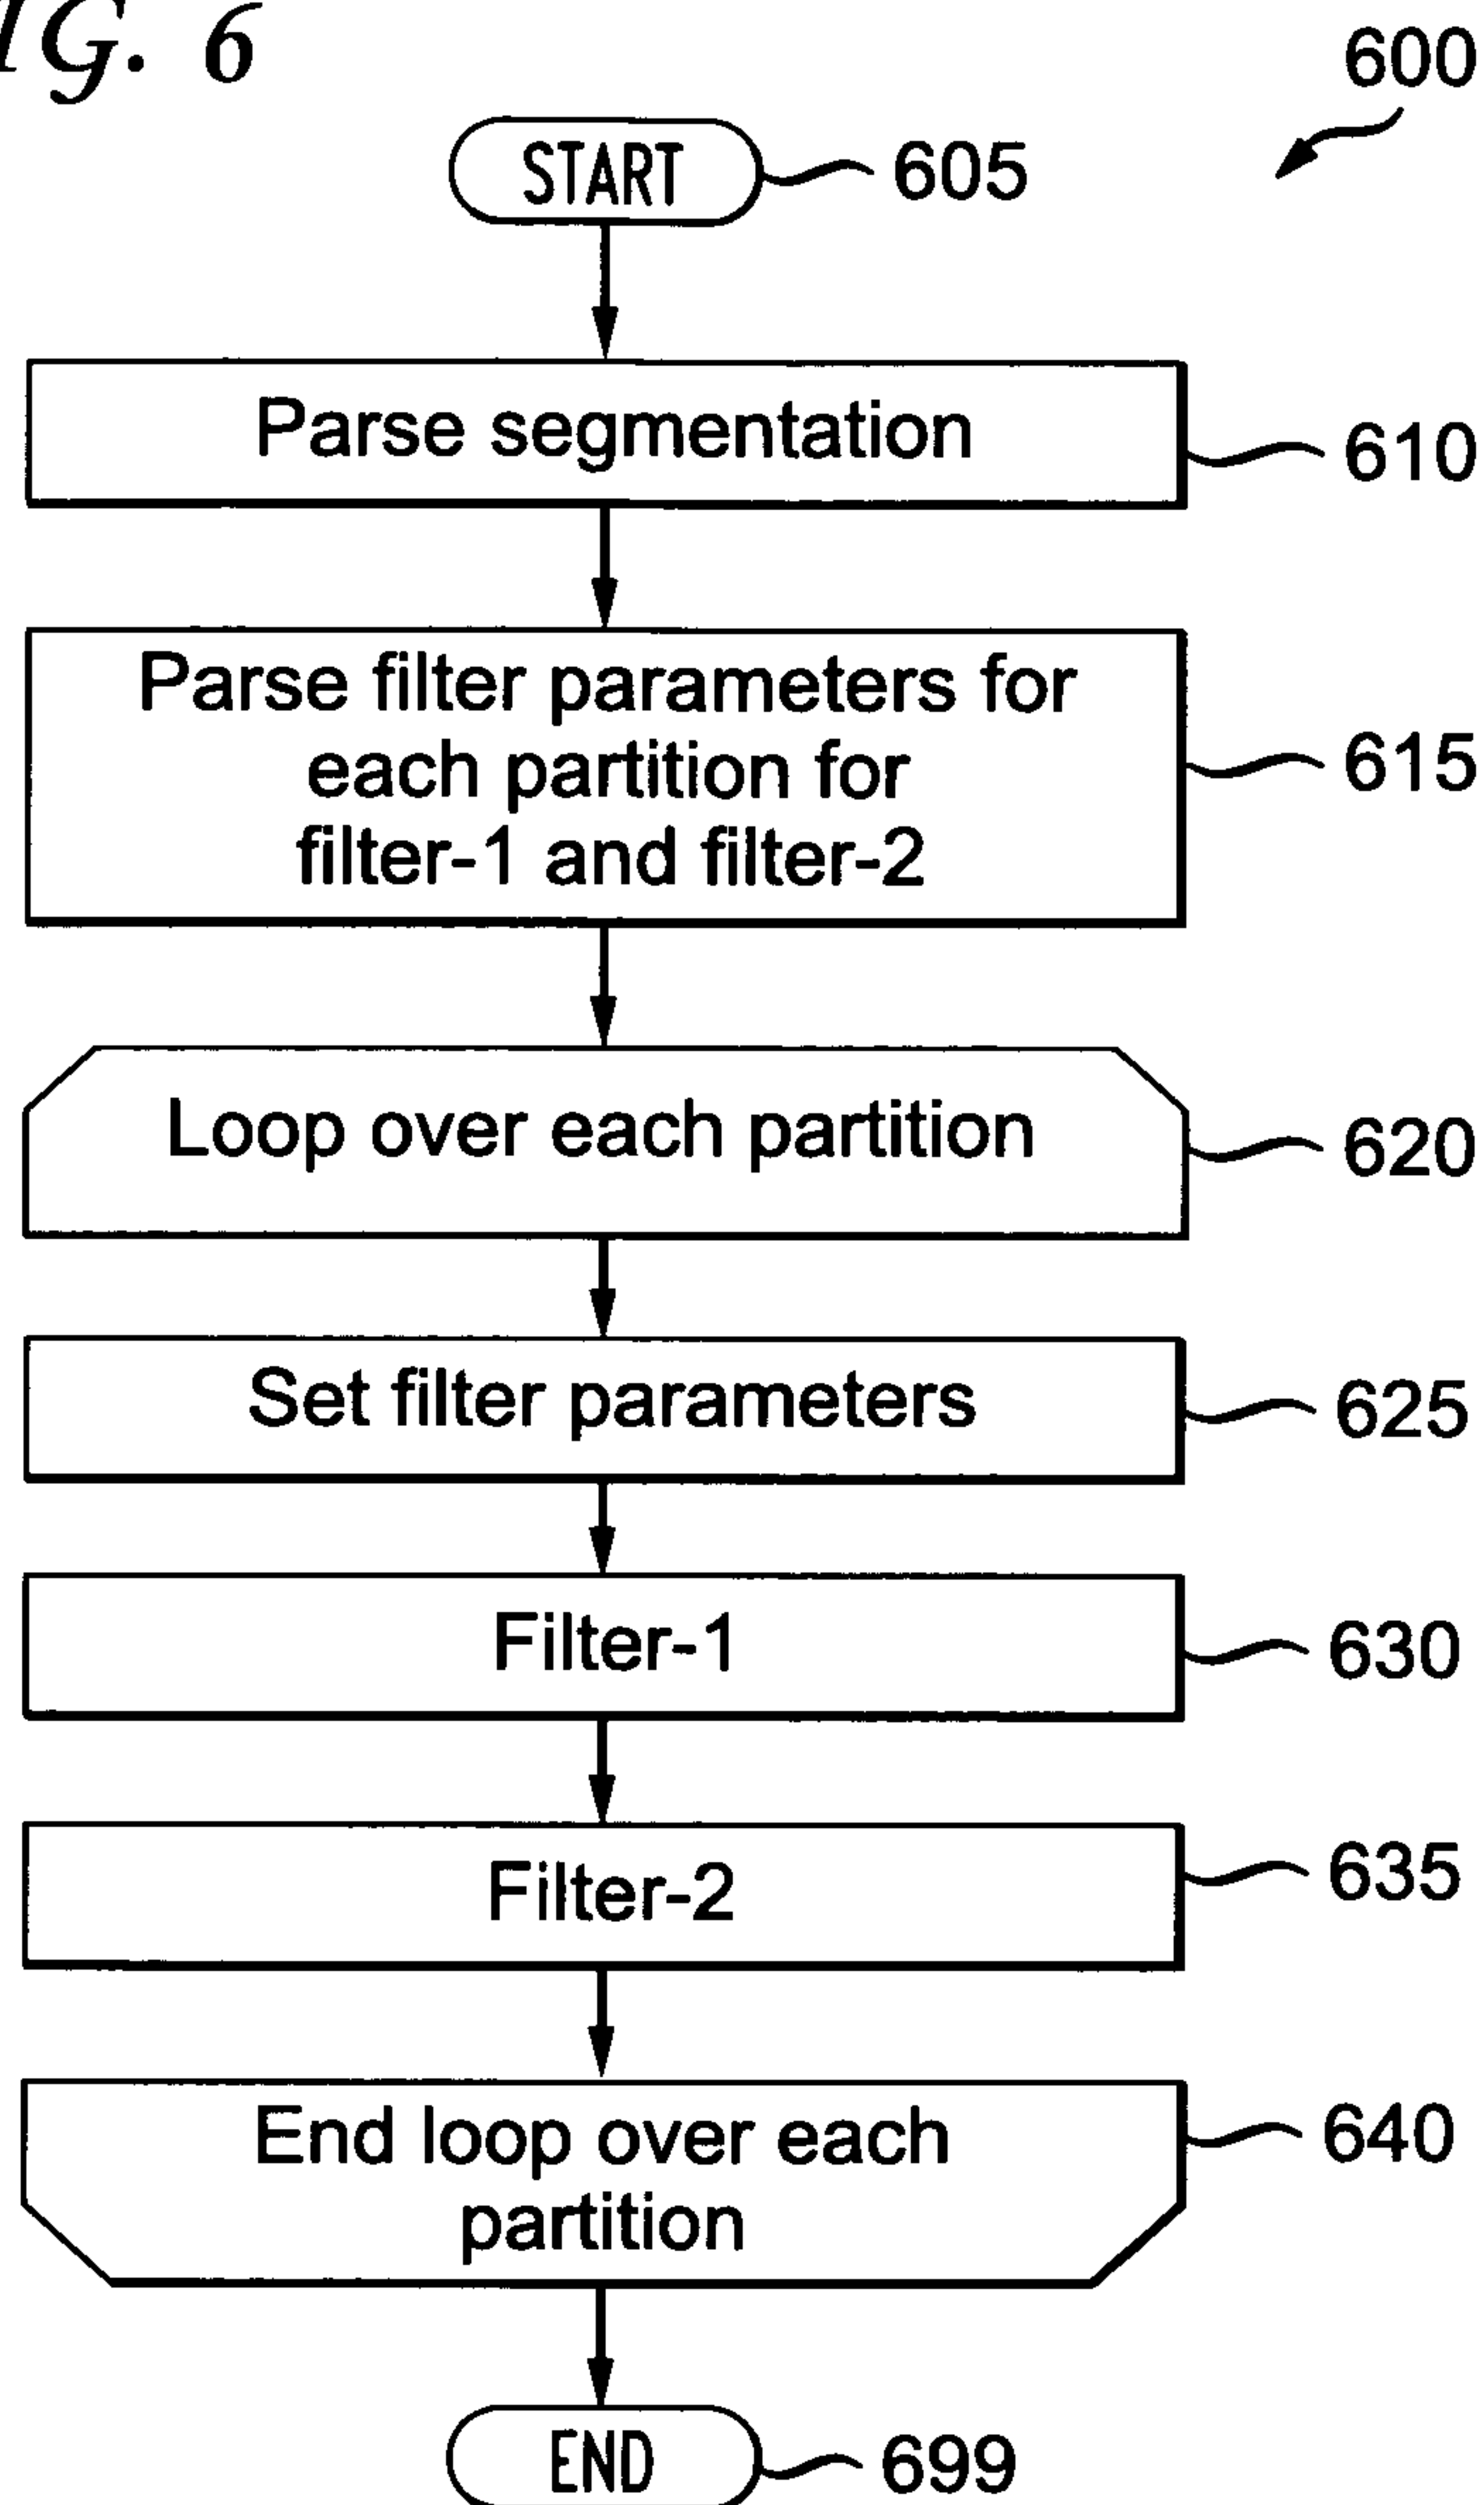 IG. 6
600
START
605
Parse segmentation
610
Parse filter parameters for
each partition for
filter-1 and filter-2
615
Loop over each partition
620
Set filter parameters
625
Filter-1
630
Filter-2
635
End loop over each
partition
640
END
699